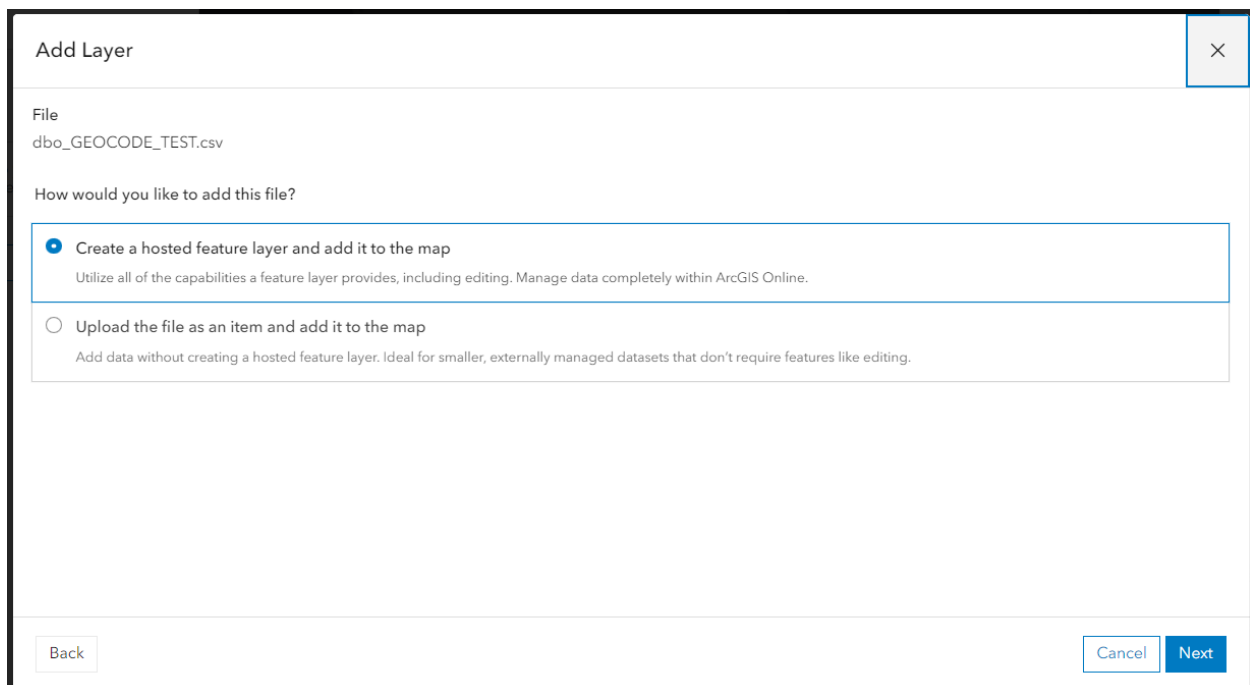 Add Layer
File
dbo_GEOCODE_TEST.csv
How would you like to add this file?
Create a hosted feature layer and add it to the map
Utilize all of the capabilities a feature layer provides, including editing. Manage data completely within ArcGIS Online.
Upload the file as an item and add it to the map
Add data without creating a hosted feature layer. Ideal for smaller, externally managed datasets that don't require features like editing.
Back
Cancel
Next